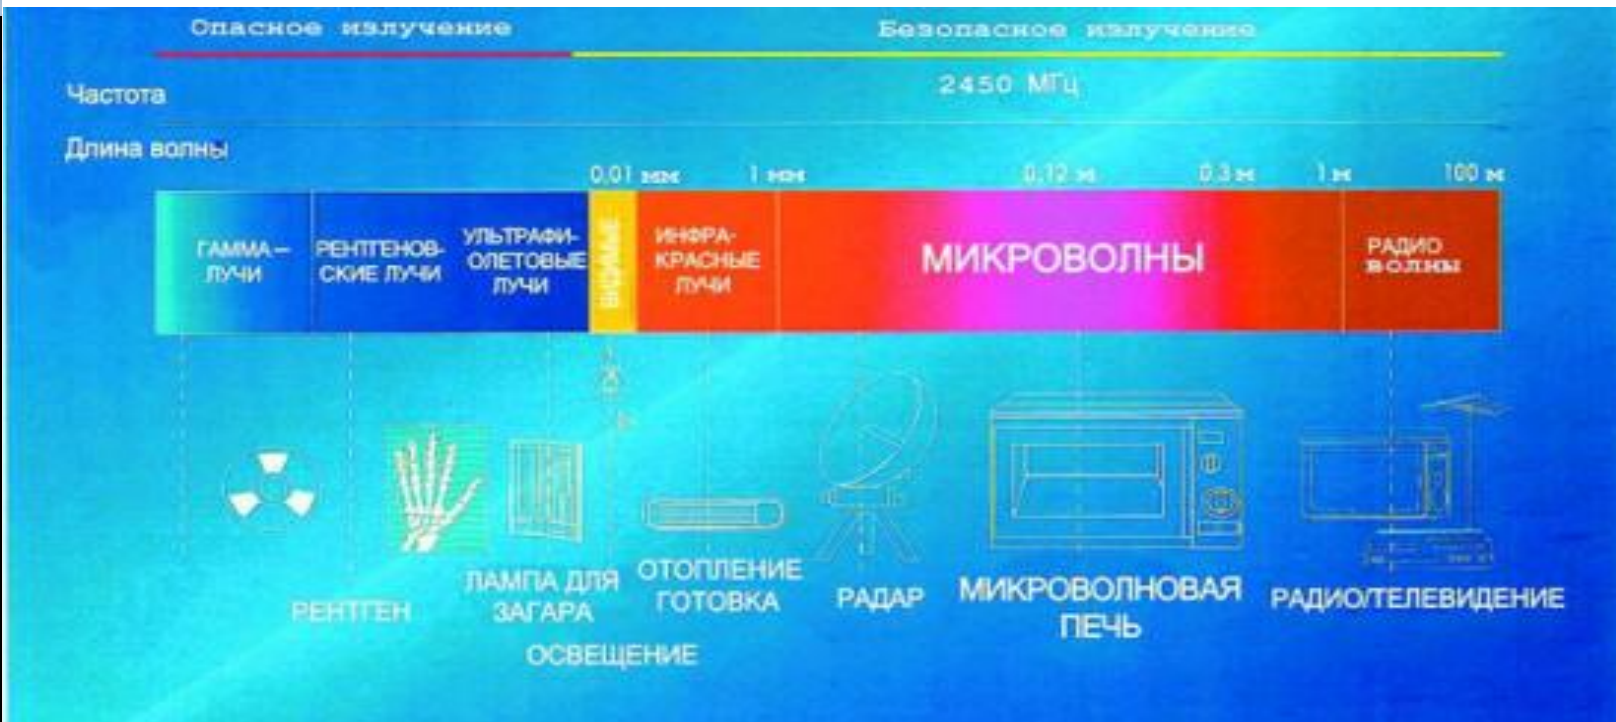 Опасное излучение
Безопасное излучение
Частота
2450 МГц
Длина волны
0,01 мм
1 мм
0,12 м
0,3 м
1 м
100 м
ГАММА–
ЛУЧИ
РЕНТГЕНОВ-
СКИЕ ЛУЧИ
УЛЬТРАФИ-
ОЛЕТОВЫЕ
ЛУЧИ
ВИДИМЫЕ
ИНФРА-
КРАСНЫЕ
ЛУЧИ
МИКРОВОЛНЫ
РАДИО
ВОЛНЫ
РЕНТГЕН
ЛАМПА ДЛЯ
ЗАГАРА
ОСВЕЩЕНИЕ
ОТОПЛЕНИЕ
ГОТОВКА
РАДАР
МИКРОВОЛНОВАЯ
ПЕЧЬ
РАДИО/ТЕЛЕВИДЕНИЕ